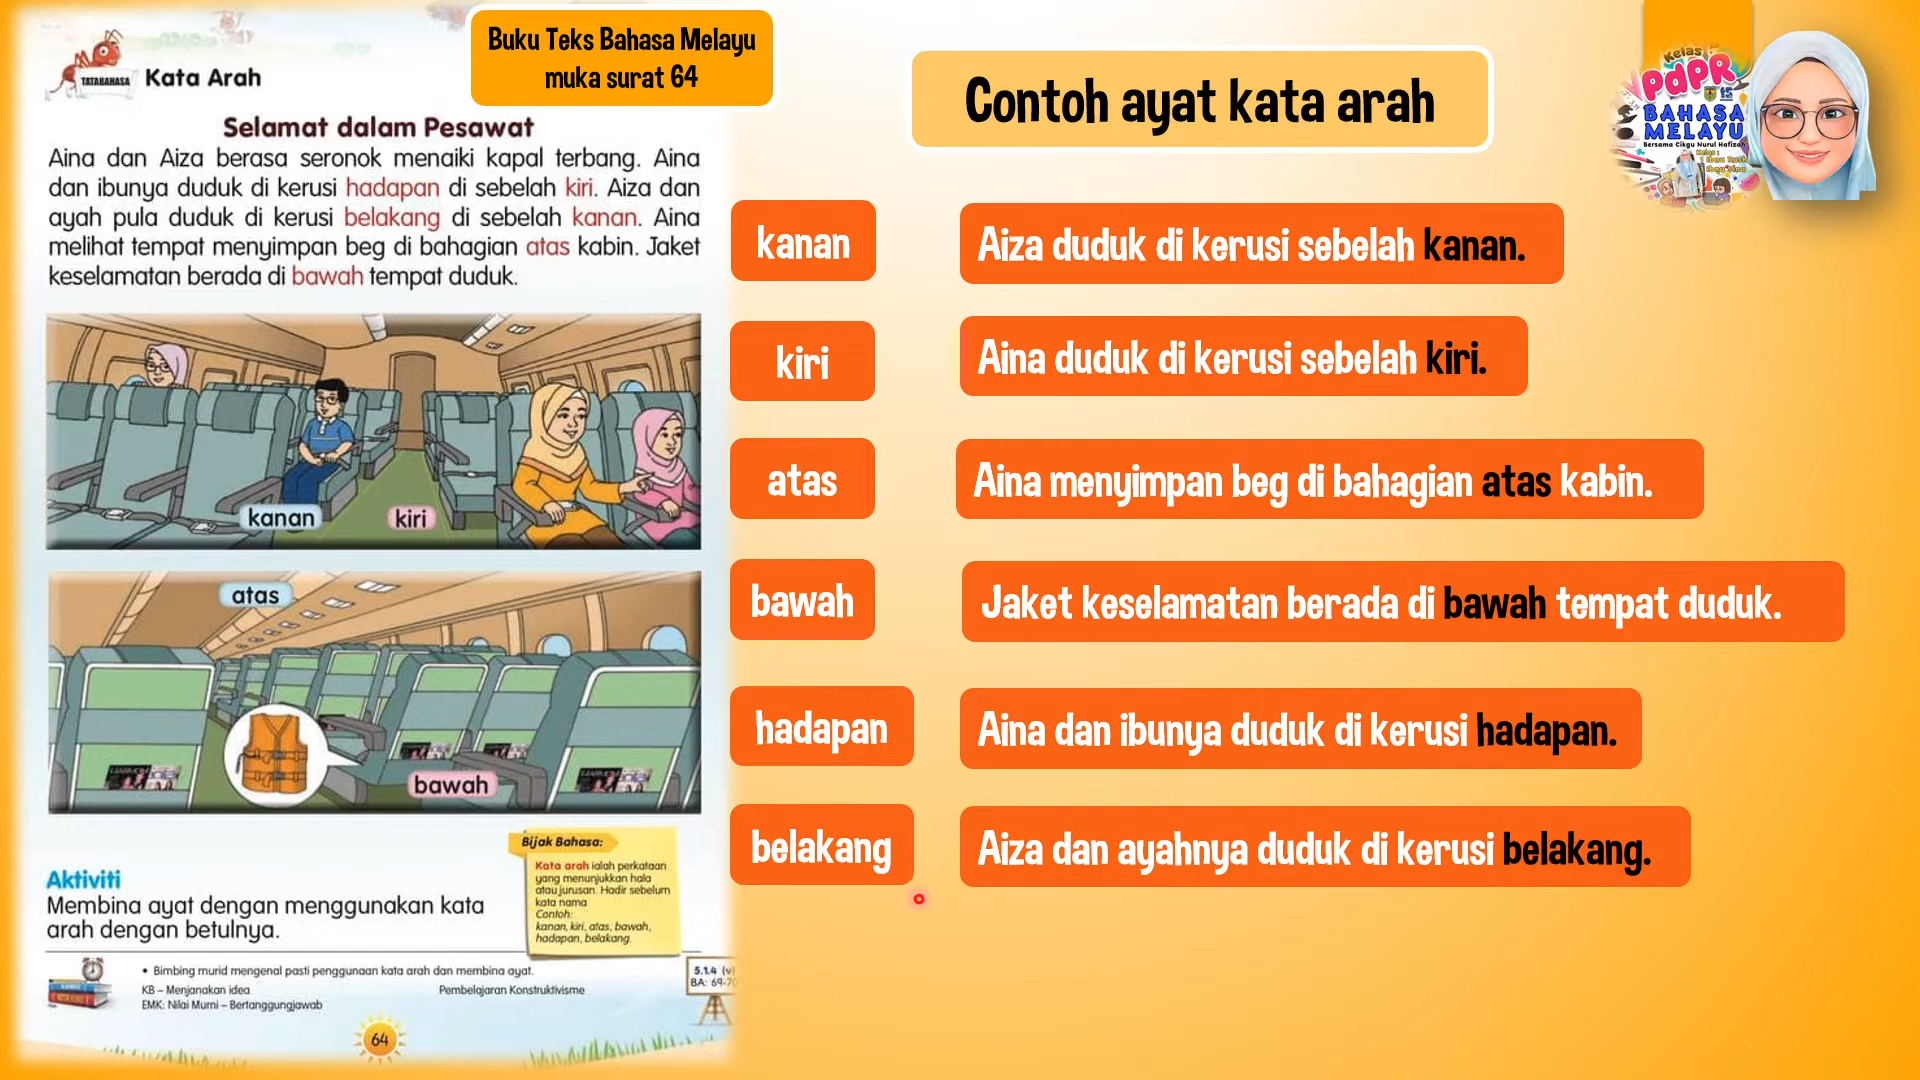 Buku Teks Bahasa Melayu
muka surat 64
TATABAHASA
Kata Arah
Selamat dalam Pesawat
Aina dan Aiza berasa seronok menaiki kapal terbang. Aina
dan ibunya duduk di kerusi hadapan di sebelah kiri. Aiza dan
ayah pula duduk di kerusi belakang di sebelah kanan. Aina
melihat tempat menyimpan beg di bahagian atas kabin. Jaket
keselamatan berada di bawah tempat duduk.
kanan
kiri
atas
bawah
Aktiviti
Membina ayat dengan menggunakan kata
arah dengan betulnya.
Bijak Bahasa:
Kata arah ialah perkataan
yang menunjukkan hala
atau jurusan. Hadir sebelum
kata nama
Contoh:
kanan, kiri, atas, bawah,
hadapan, belakang.
• Bimbing murid mengenal pasti penggunaan kata arah dan membina ayat.
KB – Menjanakan idea
Pembelajaran Konstruktivisme
EMK: Nilai Murni – Bertanggungjawab
5.1.4 (v)
BA: 69-70
64
Contoh ayat kata arah
kanan
Aiza duduk di kerusi sebelah kanan.
kiri
Aina duduk di kerusi sebelah kiri.
atas
Aina menyimpan beg di bahagian atas kabin.
bawah
Jaket keselamatan berada di bawah tempat duduk.
hadapan
Aina dan ibunya duduk di kerusi hadapan.
belakang
Aiza dan ayahnya duduk di kerusi belakang.
Kelas
PdPR
BAHASA
MELAYU
Bersama Cikgu Nurul Hafizah
Kelas :